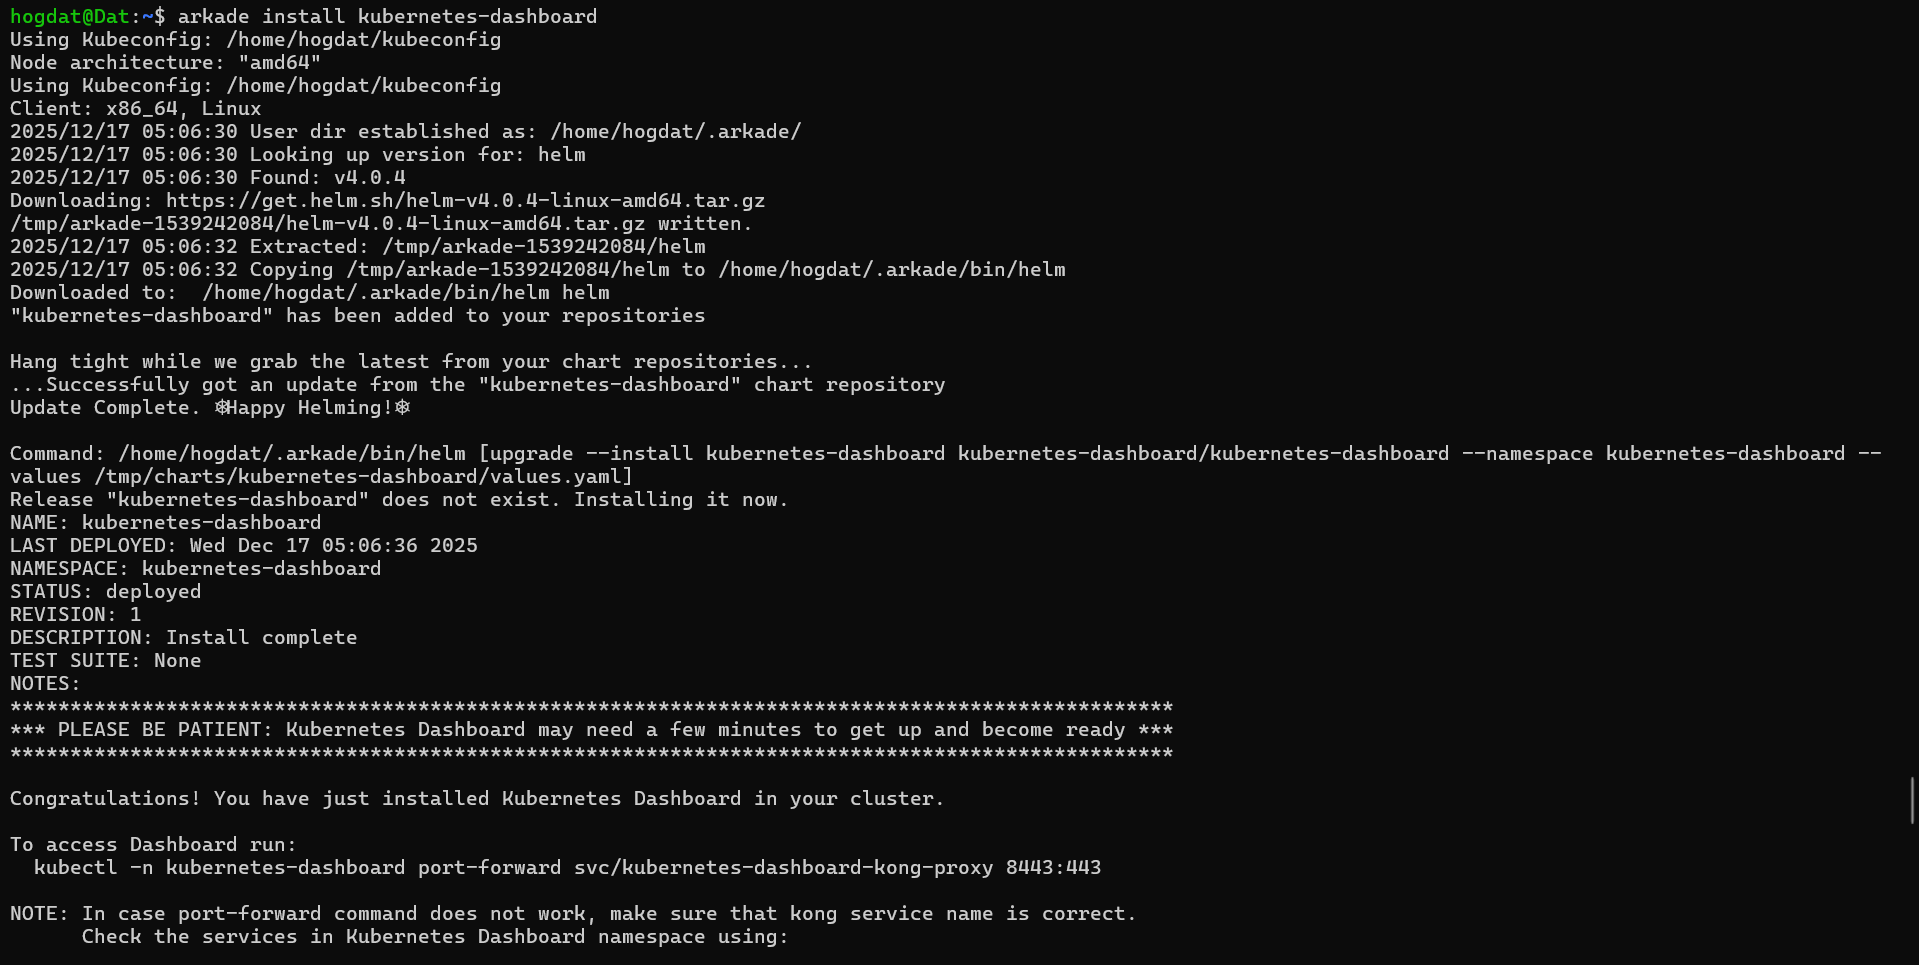 hogdat@Dat:~$ arkade install kubernetes-dashboard
Using Kubeconfig: /home/hogdat/kubeconfig
Node architecture: "amd64"
Using Kubeconfig: /home/hogdat/kubeconfig
Client: x86_64, Linux
2025/12/17 05:06:30 User dir established as: /home/hogdat/.arkade/
2025/12/17 05:06:30 Looking up version for: helm
2025/12/17 05:06:30 Found: v4.0.4
Downloading: https://get.helm.sh/helm-v4.0.4-linux-amd64.tar.gz
/tmp/arkade-1539242084/helm-v4.0.4-linux-amd64.tar.gz written.
2025/12/17 05:06:32 Extracted: /tmp/arkade-1539242084/helm
2025/12/17 05:06:32 Copying /tmp/arkade-1539242084/helm to /home/hogdat/.arkade/bin/helm
Downloaded to:  /home/hogdat/.arkade/bin/helm helm
"kubernetes-dashboard" has been added to your repositories
Hang tight while we grab the latest from your chart repositories...
...Successfully got an update from the "kubernetes-dashboard" chart repository
Update Complete. ⎈Happy Helming!⎈
Command: /home/hogdat/.arkade/bin/helm [upgrade --install kubernetes-dashboard kubernetes-dashboard/kubernetes-dashboard --namespace kubernetes-dashboard --
values /tmp/charts/kubernetes-dashboard/values.yaml]
Release "kubernetes-dashboard" does not exist. Installing it now.
NAME: kubernetes-dashboard
LAST DEPLOYED: Wed Dec 17 05:06:36 2025
NAMESPACE: kubernetes-dashboard
STATUS: deployed
REVISION: 1
DESCRIPTION: Install complete
TEST SUITE: None
NOTES:
*************************************************************************************************
*** PLEASE BE PATIENT: Kubernetes Dashboard may need a few minutes to get up and become ready ***
*************************************************************************************************
Congratulations! You have just installed Kubernetes Dashboard in your cluster.
To access Dashboard run:
  kubectl -n kubernetes-dashboard port-forward svc/kubernetes-dashboard-kong-proxy 8443:443
NOTE: In case port-forward command does not work, make sure that kong service name is correct.
      Check the services in Kubernetes Dashboard namespace using: